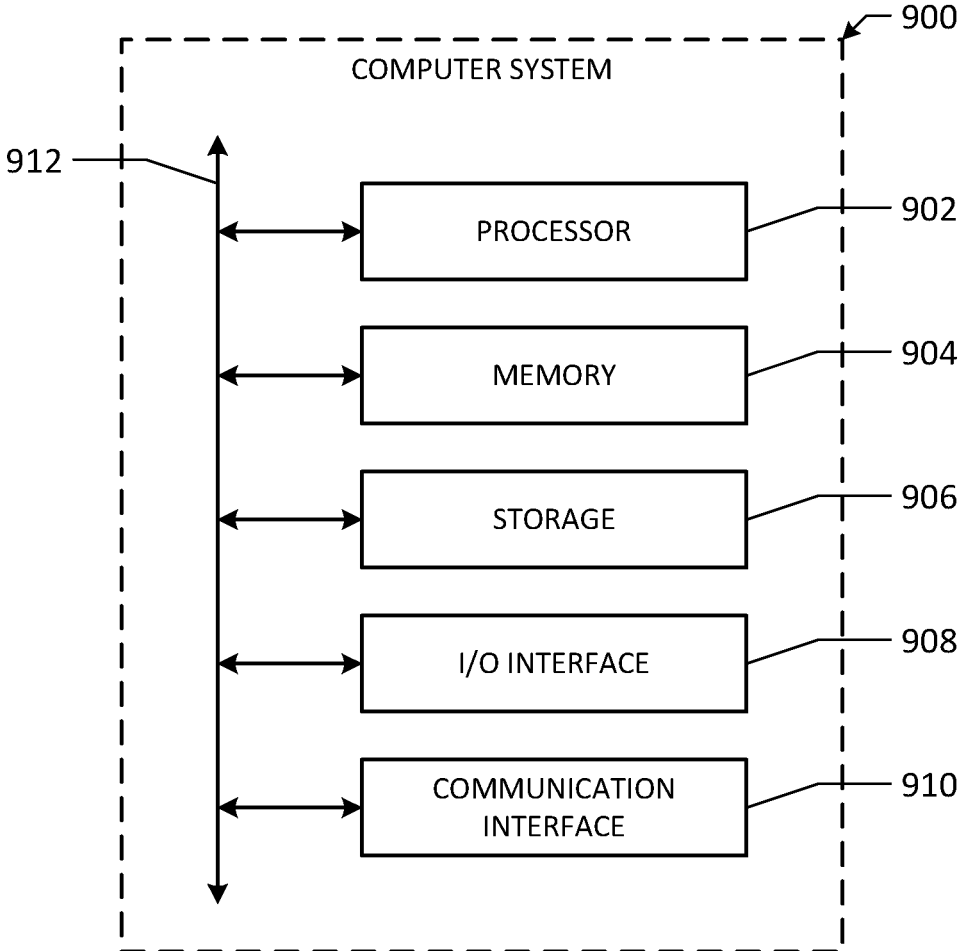 900
COMPUTER SYSTEM
912
902
PROCESSOR
904
MEMORY
906
STORAGE
908
I/O INTERFACE
910
COMMUNICATION
INTERFACE